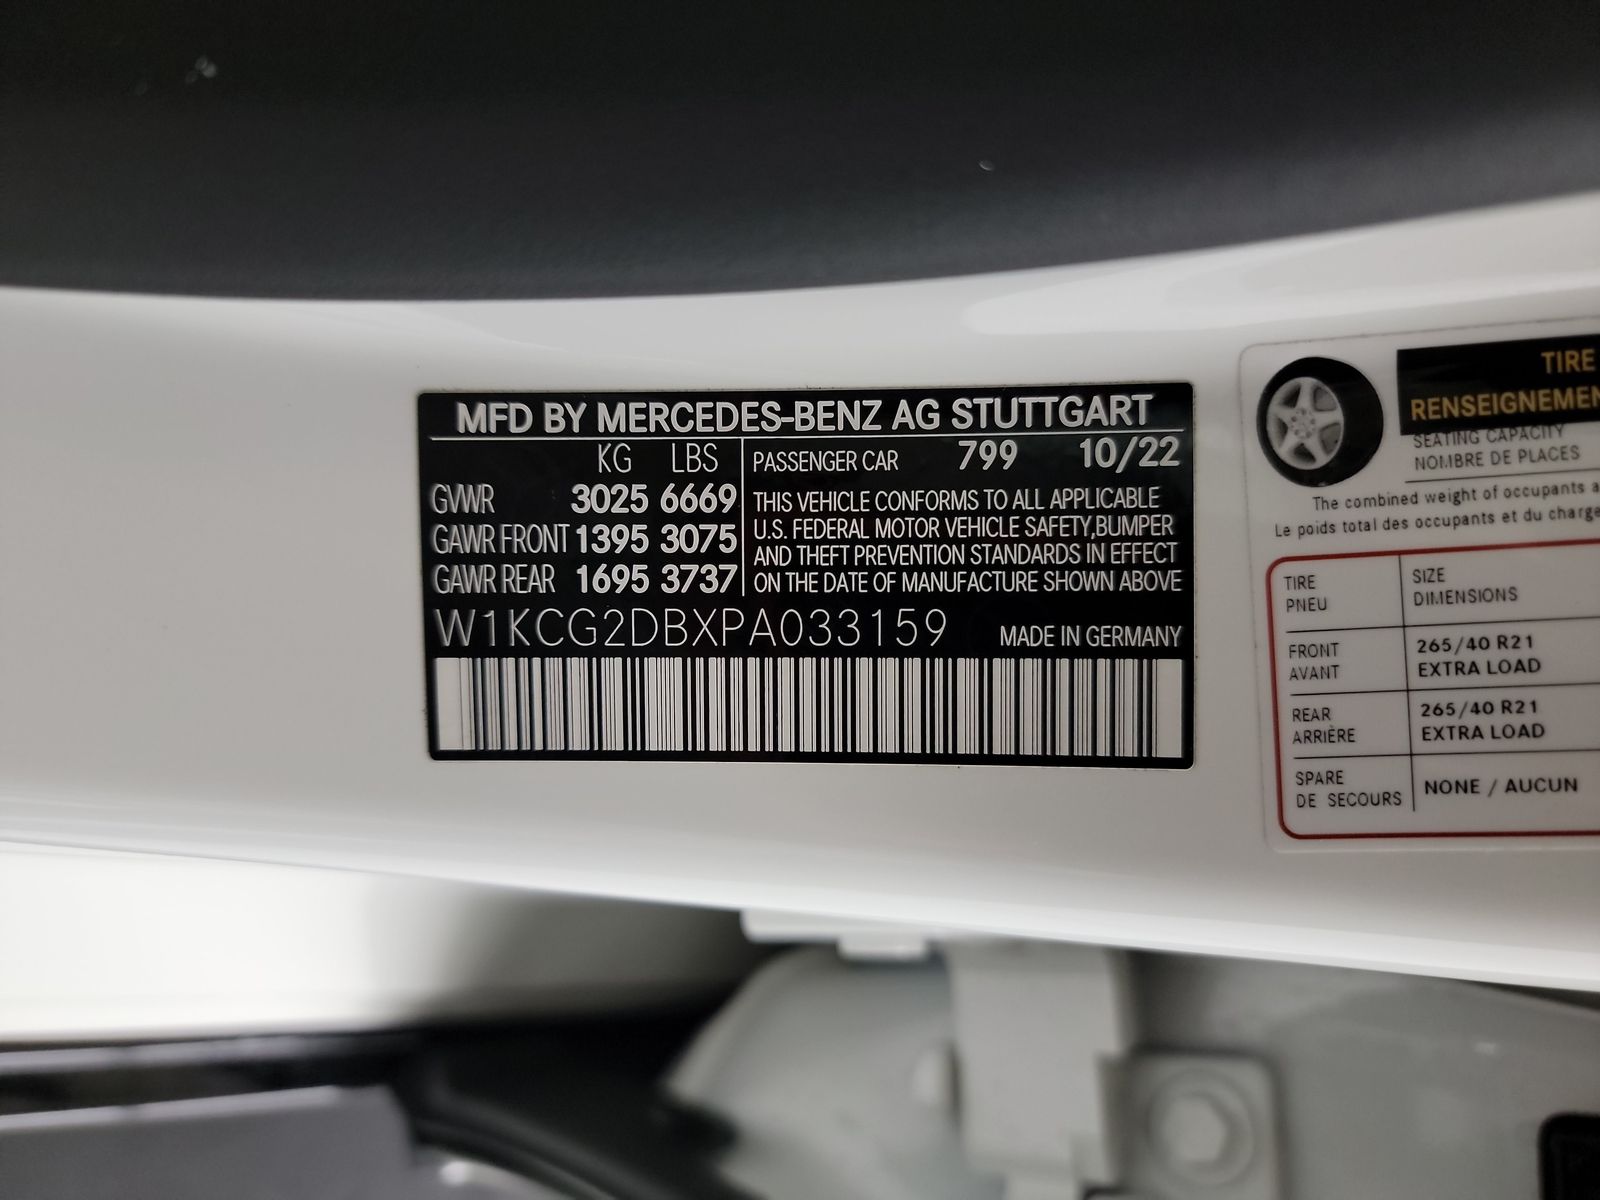 MFD BY MERCEDES-BENZ AG STUTTGART
KG LBS
GVWR 3025 6669
GAWR FRONT 1395 3075
GAWR REAR 1695 3737
PASSENGER CAR 799 10/22
THIS VEHICLE CONFORMS TO ALL APPLICABLE
U.S. FEDERAL MOTOR VEHICLE SAFETY,BUMPER
AND THEFT PREVENTION STANDARDS IN EFFECT
ON THE DATE OF MANUFACTURE SHOWN ABOVE
W1KCG2DBXPA033159 MADE IN GERMANY
TIRE
RENSEIGNEMEN
SEATING CAPACITY
NOMBRE DE PLACES
The combined weight of occupants a
Le poids total des occupants et du charge
TIRE
PNEU
SIZE
DIMENSIONS
FRONT
AVANT
265/40 R21
EXTRA LOAD
REAR
ARRIÈRE
265/40 R21
EXTRA LOAD
SPARE
DE SECOURS
NONE / AUCUN